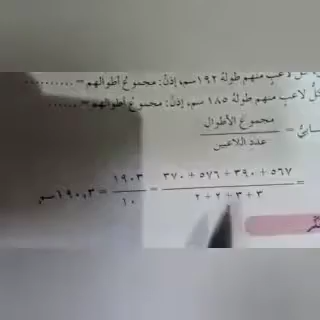 كل لاعب منهم طوله ١٩٢ سم، إذن: مجموع أطوالهم = ..........
كل لاعب منهم طوله ١٨٥ سم، إذن: مجموع أطوالهم = ......
مجموع الأطوال
عدد اللاعبين
= ٥٦٧ + ٣٩٠ + ٥٧٦ + ٣٧٠ / ٣ + ٣ + ٢ + ٢ = ١٩٠٣ / ١٠ = ١٩٠,٣ سم